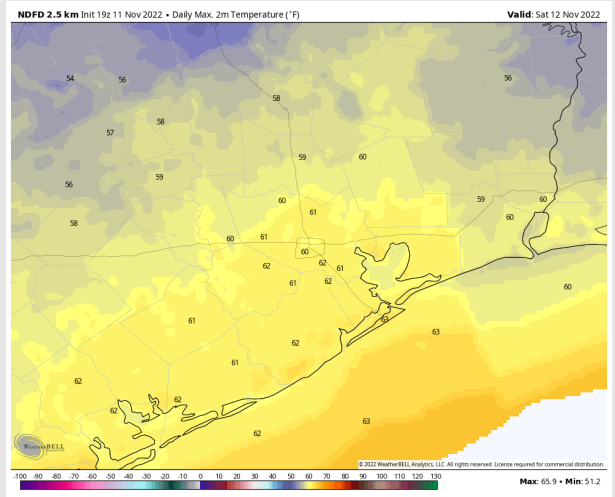 NDFD 2.5 km Init 19z 11 Nov 2022 • Daily Max. 2m Temperature (°F)
Valid: Sat 12 Nov 2022
54 56 56
58
58
57
59 60
56 59
59 60
60
61 60
58
60 61
60
62 62 61
61 62
60
61
63
63
62
61
62
62
62
63
62
WeatherBELL
© 2022 WeatherBELL Analytics, LLC. All rights reserved. License required for commercial distribution.
-100 -90 -80 -70 -60 -50 -40 -30 -20 -10 0 10 20 30 40 50 60 70 80 90 100 110 120 130
Max: 65.9 • Min: 51.2